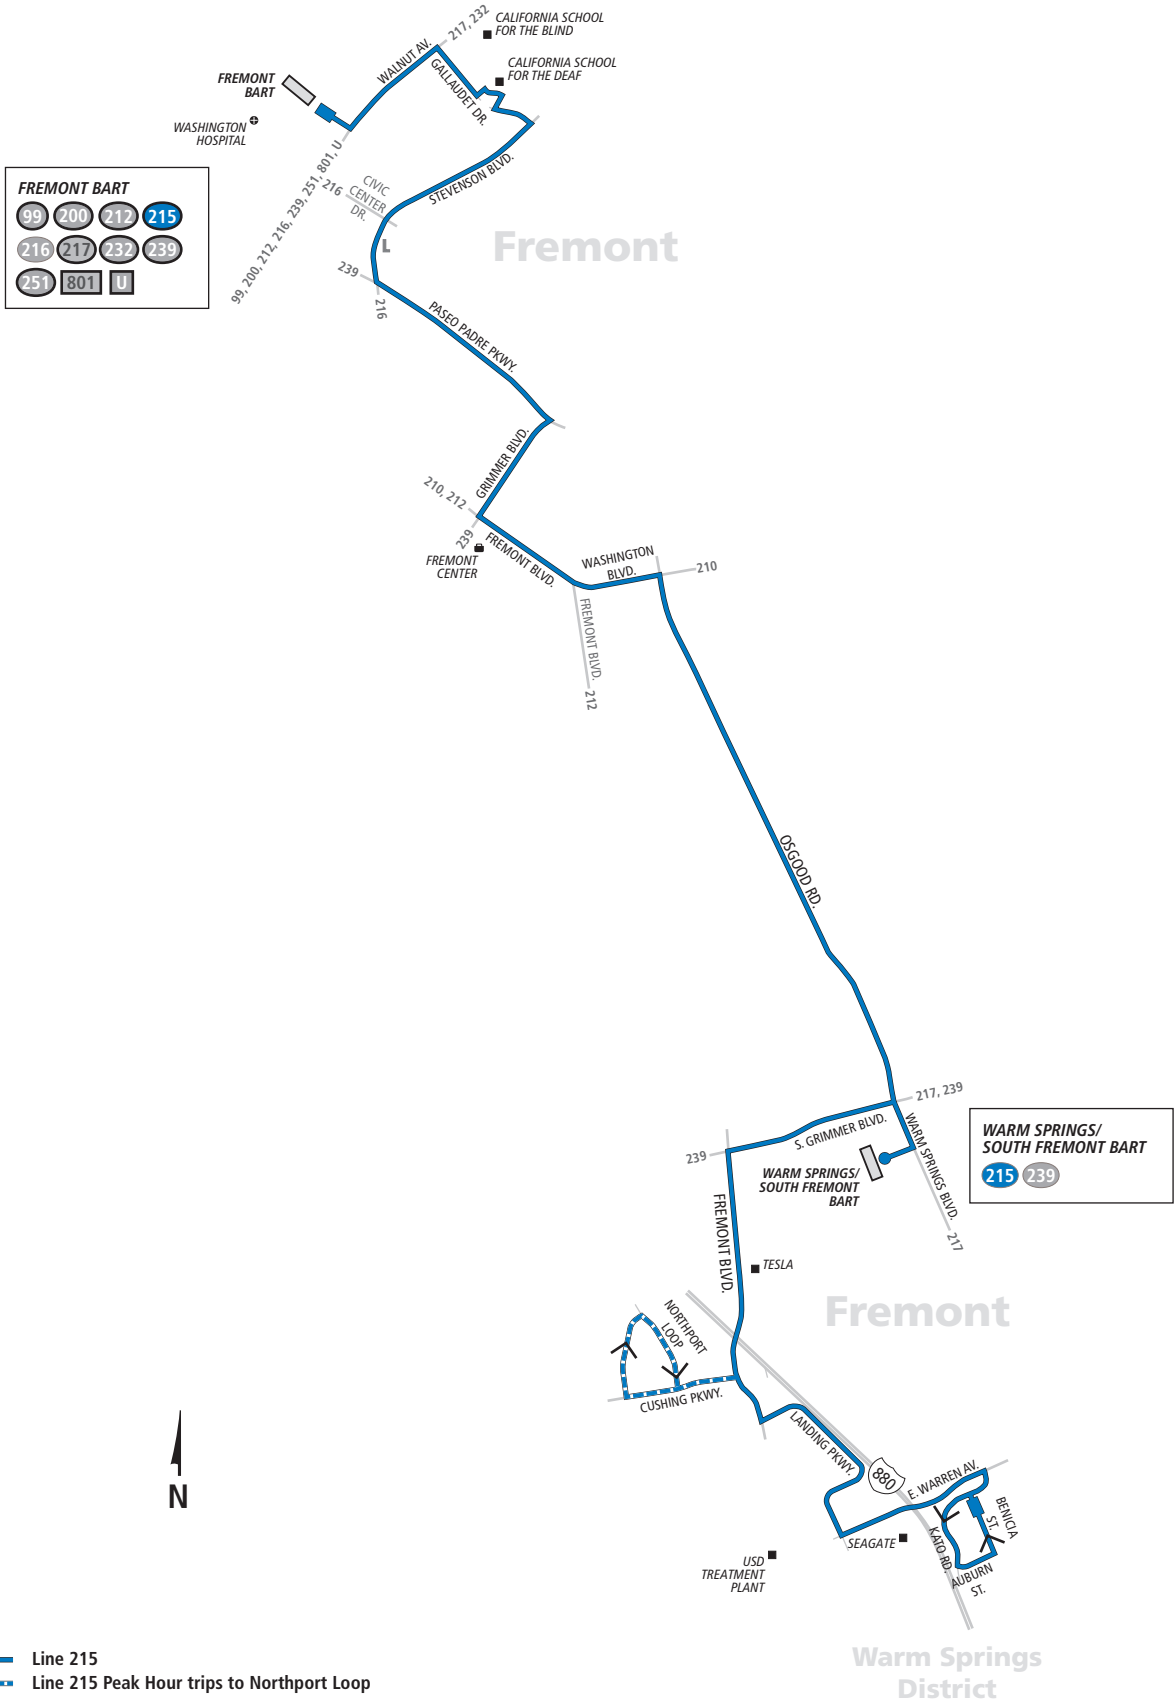 217, 232
CALIFORNIA SCHOOL
FOR THE BLIND
WALNUT AV.
GALLAUDET DR.
CALIFORNIA SCHOOL
FOR THE DEAF
FREMONT
BART
WASHINGTON
HOSPITAL
99, 200, 212, 216, 239, 251, 801, U
FREMONT BART
99 200 212 215
216 217 232 239
251 801 U
216
CIVIC
CENTER
DR.
STEVENSON BLVD.
L
Fremont
239
216
PASEO PADRE PKWY.
GRIMMER BLVD.
210, 212
239
FREMONT
CENTER
FREMONT BLVD.
WASHINGTON
BLVD.
210
FREMONT BLVD.
212
OSGOOD RD.
217, 239
S. GRIMMER BLVD.
WARM SPRINGS BLVD.
217
239
WARM SPRINGS/
SOUTH FREMONT
BART
WARM SPRINGS/
SOUTH FREMONT BART
215 239
FREMONT BLVD.
TESLA
Fremont
NORTHPORT
LOOP
CUSHING PKWY.
LANDING PKWY.
880
E. WARREN AV.
BENICIA
ST.
KATO RD.
AUBURN
ST.
SEAGATE
USD
TREATMENT
PLANT
N
Warm Springs
District
Line 215
Line 215 Peak Hour trips to Northport Loop